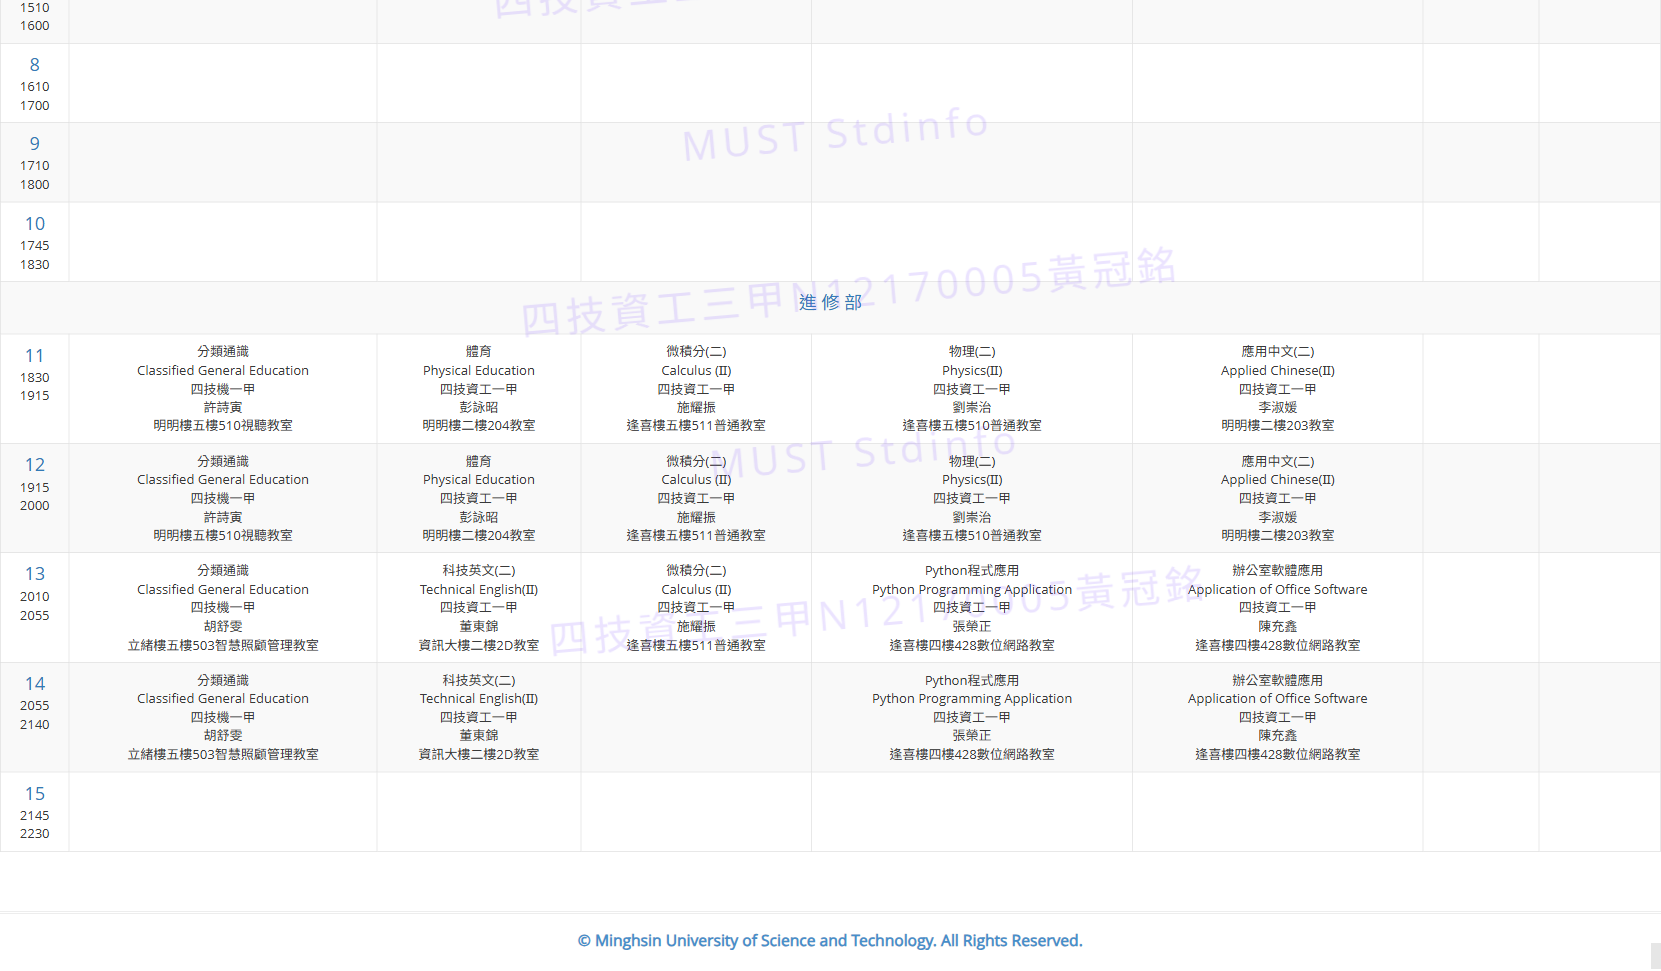 1510
1600
8
1610
1700
9
1710
1800
MUST Stdinfo
10
1745
1830
四技資工三甲N12170005黃冠銘
進修部
11
1830
1915
分類通識
Classified General Education
四技機一甲
許詩寅
明明樓五樓510視聽教室
體育
Physical Education
四技資工一甲
彭詠昭
明明樓二樓204教室
微積分(二)
Calculus (II)
四技資工一甲
施耀振
逢喜樓五樓511普通教室
物理(二)
Physics(II)
四技資工一甲
劉崇治
逢喜樓五樓510普通教室
應用中文(二)
Applied Chinese(II)
四技資工一甲
李淑媛
明明樓二樓203教室
MUST Stdinfo
12
1915
2000
分類通識
Classified General Education
四技機一甲
許詩寅
明明樓五樓510視聽教室
體育
Physical Education
四技資工一甲
彭詠昭
明明樓二樓204教室
微積分(二)
Calculus (II)
四技資工一甲
施耀振
逢喜樓五樓511普通教室
物理(二)
Physics(II)
四技資工一甲
劉崇治
逢喜樓五樓510普通教室
應用中文(二)
Applied Chinese(II)
四技資工一甲
李淑媛
明明樓二樓203教室
13
2010
2055
分類通識
Classified General Education
四技機一甲
胡舒雯
立緒樓五樓503智慧照顧管理教室
科技英文(二)
Technical English(II)
四技資工一甲
董東錦
資訊大樓二樓2D教室
微積分(二)
Calculus (II)
四技資工一甲
施耀振
逢喜樓五樓511普通教室
Python程式應用
Python Programming Application
四技資工一甲
張榮正
逢喜樓四樓428數位網路教室
辦公室軟體應用
Application of Office Software
四技資工一甲
陳充鑫
逢喜樓四樓428數位網路教室
四技資工三甲N12170005黃冠銘
14
2055
2140
分類通識
Classified General Education
四技機一甲
胡舒雯
立緒樓五樓503智慧照顧管理教室
科技英文(二)
Technical English(II)
四技資工一甲
董東錦
資訊大樓二樓2D教室
Python程式應用
Python Programming Application
四技資工一甲
張榮正
逢喜樓四樓428數位網路教室
辦公室軟體應用
Application of Office Software
四技資工一甲
陳充鑫
逢喜樓四樓428數位網路教室
15
2145
2230
© Minghsin University of Science and Technology. All Rights Reserved.